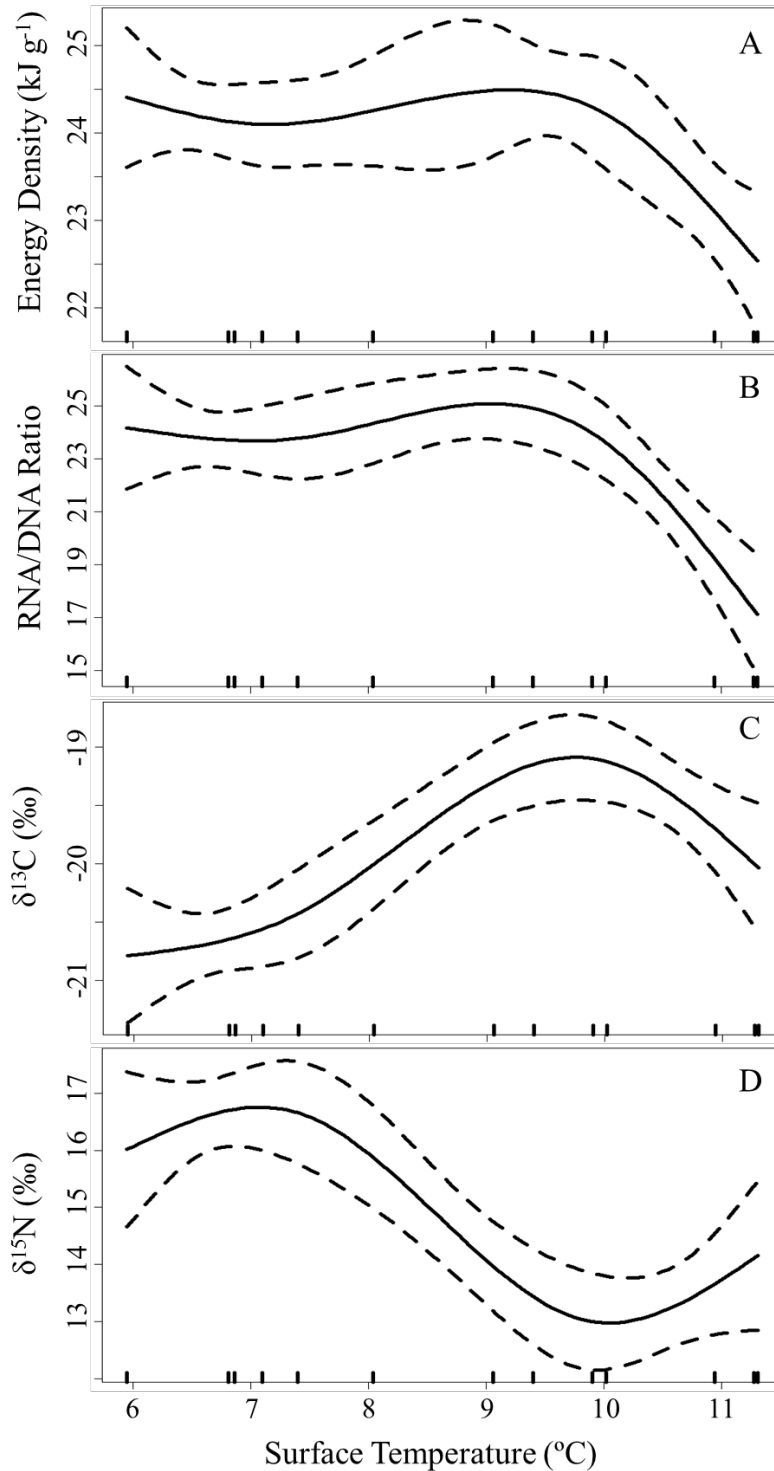 A
Energy Density (kJ g⁻¹)
25
24
23
22
B
RNA/DNA Ratio
25
23
21
19
17
15
C
δ¹³C (‰)
-19
-20
-21
D
δ¹⁵N (‰)
17
16
15
14
13
6 7 8 9 10 11
Surface Temperature (ºC)